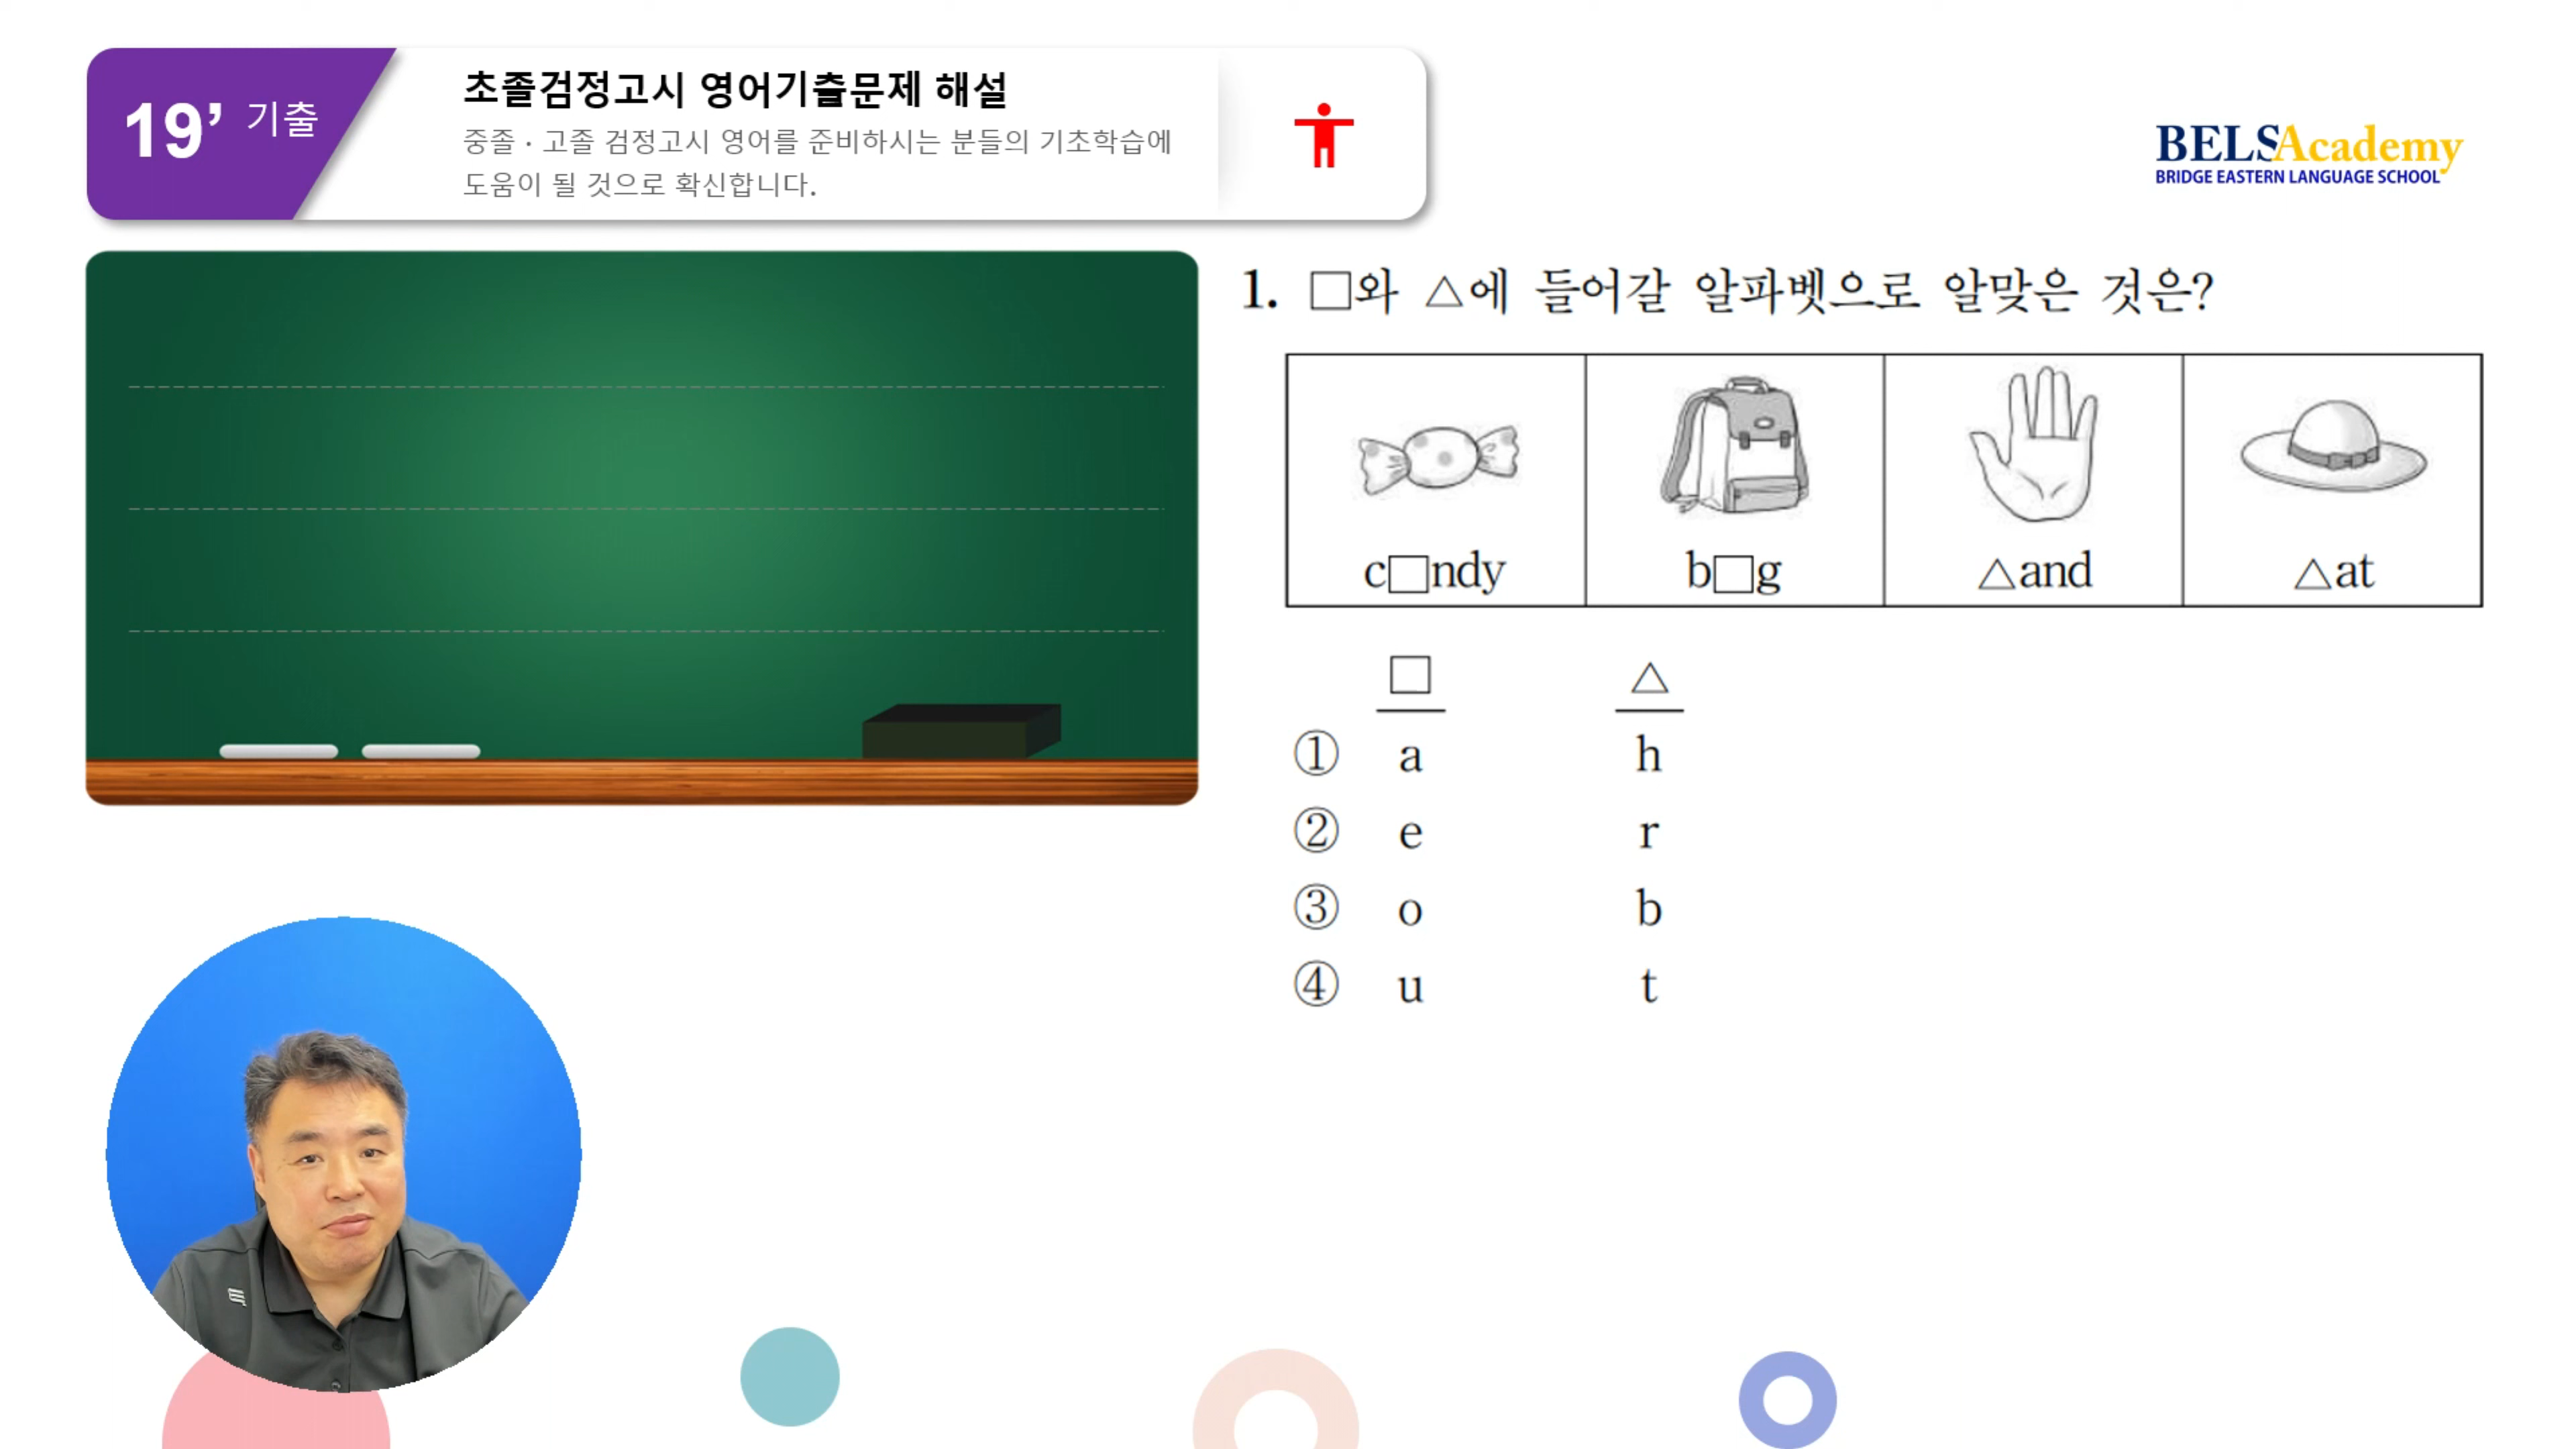 19’ 기출
초졸검정고시 영어기출문제 해설
중졸 · 고졸 검정고시 영어를 준비하시는 분들의 기초학습에
도움이 될 것으로 확신합니다.
BELSAcademy
BRIDGE EASTERN LANGUAGE SCHOOL
1. □와 △에 들어갈 알파벳으로 알맞은 것은?
c□ndy b□g △and △at
□ △
① a h
② e r
③ o b
④ u t